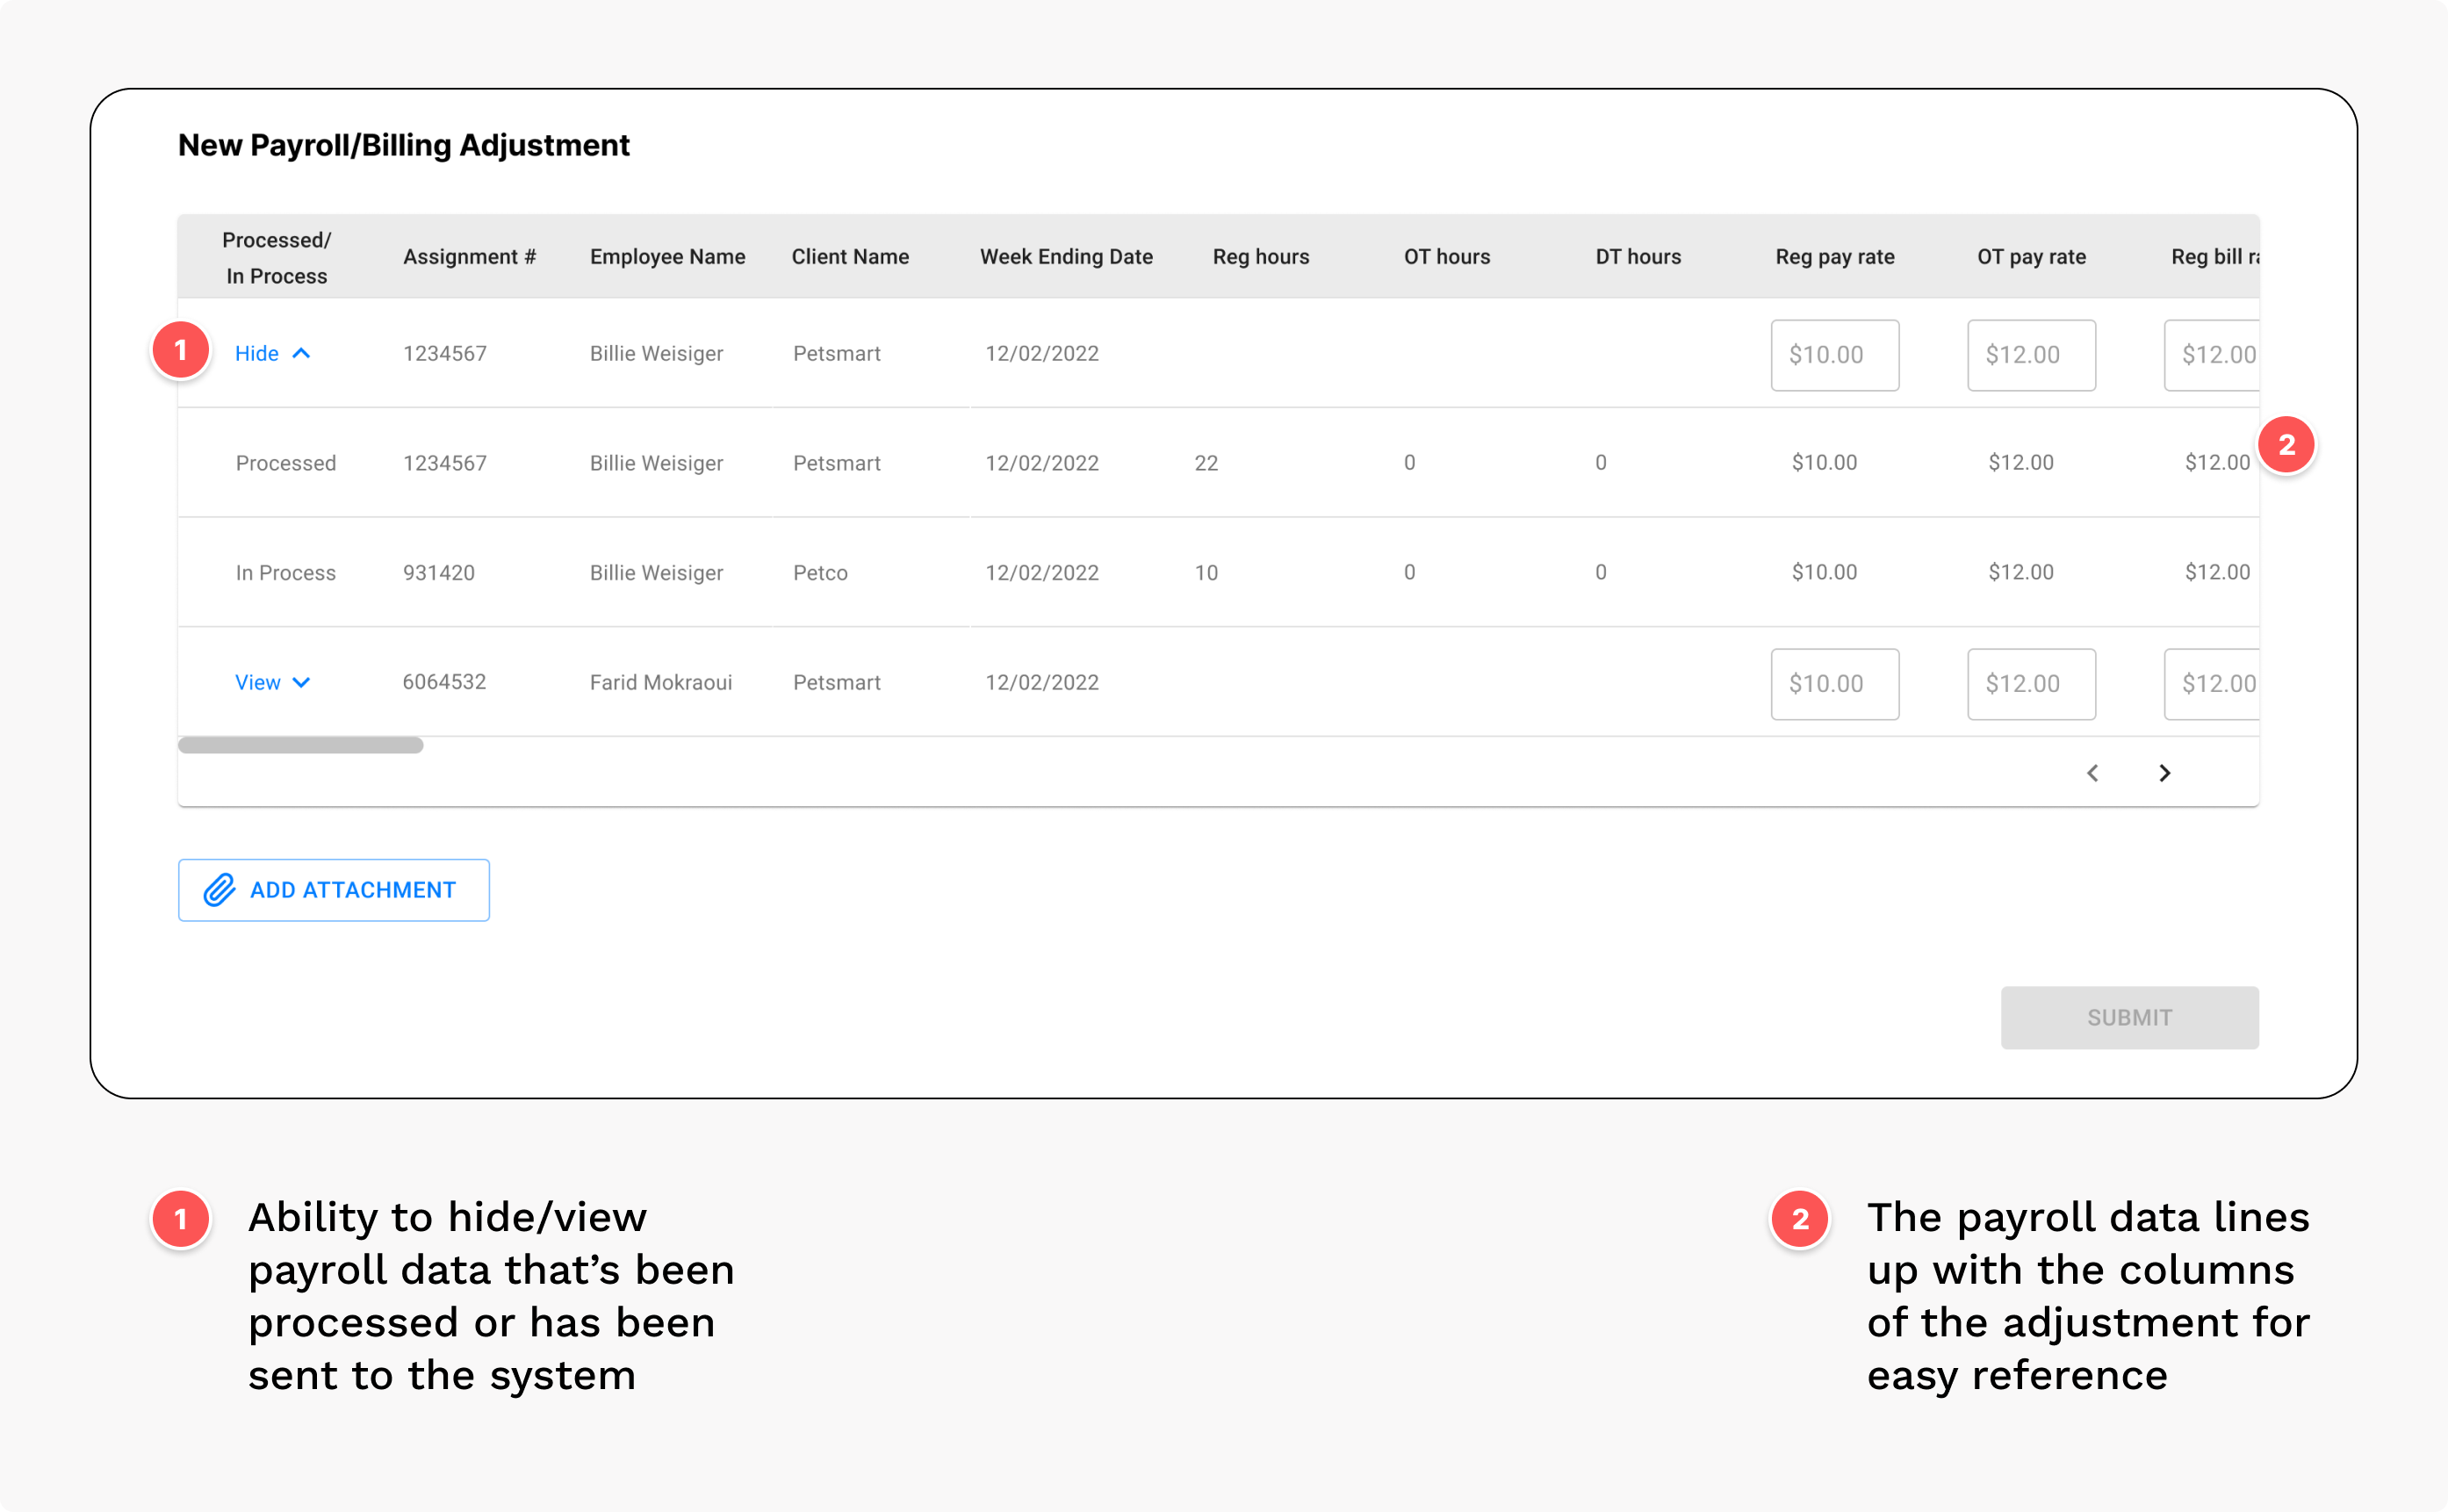 New Payroll/Billing Adjustment
Processed/
In Process
Assignment # Employee Name Client Name Week Ending Date Reg hours OT hours DT hours Reg pay rate OT pay rate Reg bill
1 Hide 1234567 Billie Weisiger Petsmart 12/02/2022 $10.00 $12.00 $12.00
2
Processed 1234567 Billie Weisiger Petsmart 12/02/2022 22 0 0 $10.00 $12.00 $12.00
In Process 931420 Billie Weisiger Petco 12/02/2022 10 0 0 $10.00 $12.00 $12.00
View 6064532 Farid Mokraoui Petsmart 12/02/2022 $10.00 $12.00 $12.00
ADD ATTACHMENT
SUBMIT
1 Ability to hide/view
payroll data that’s been
processed or has been
sent to the system
2 The payroll data lines
up with the columns
of the adjustment for
easy reference